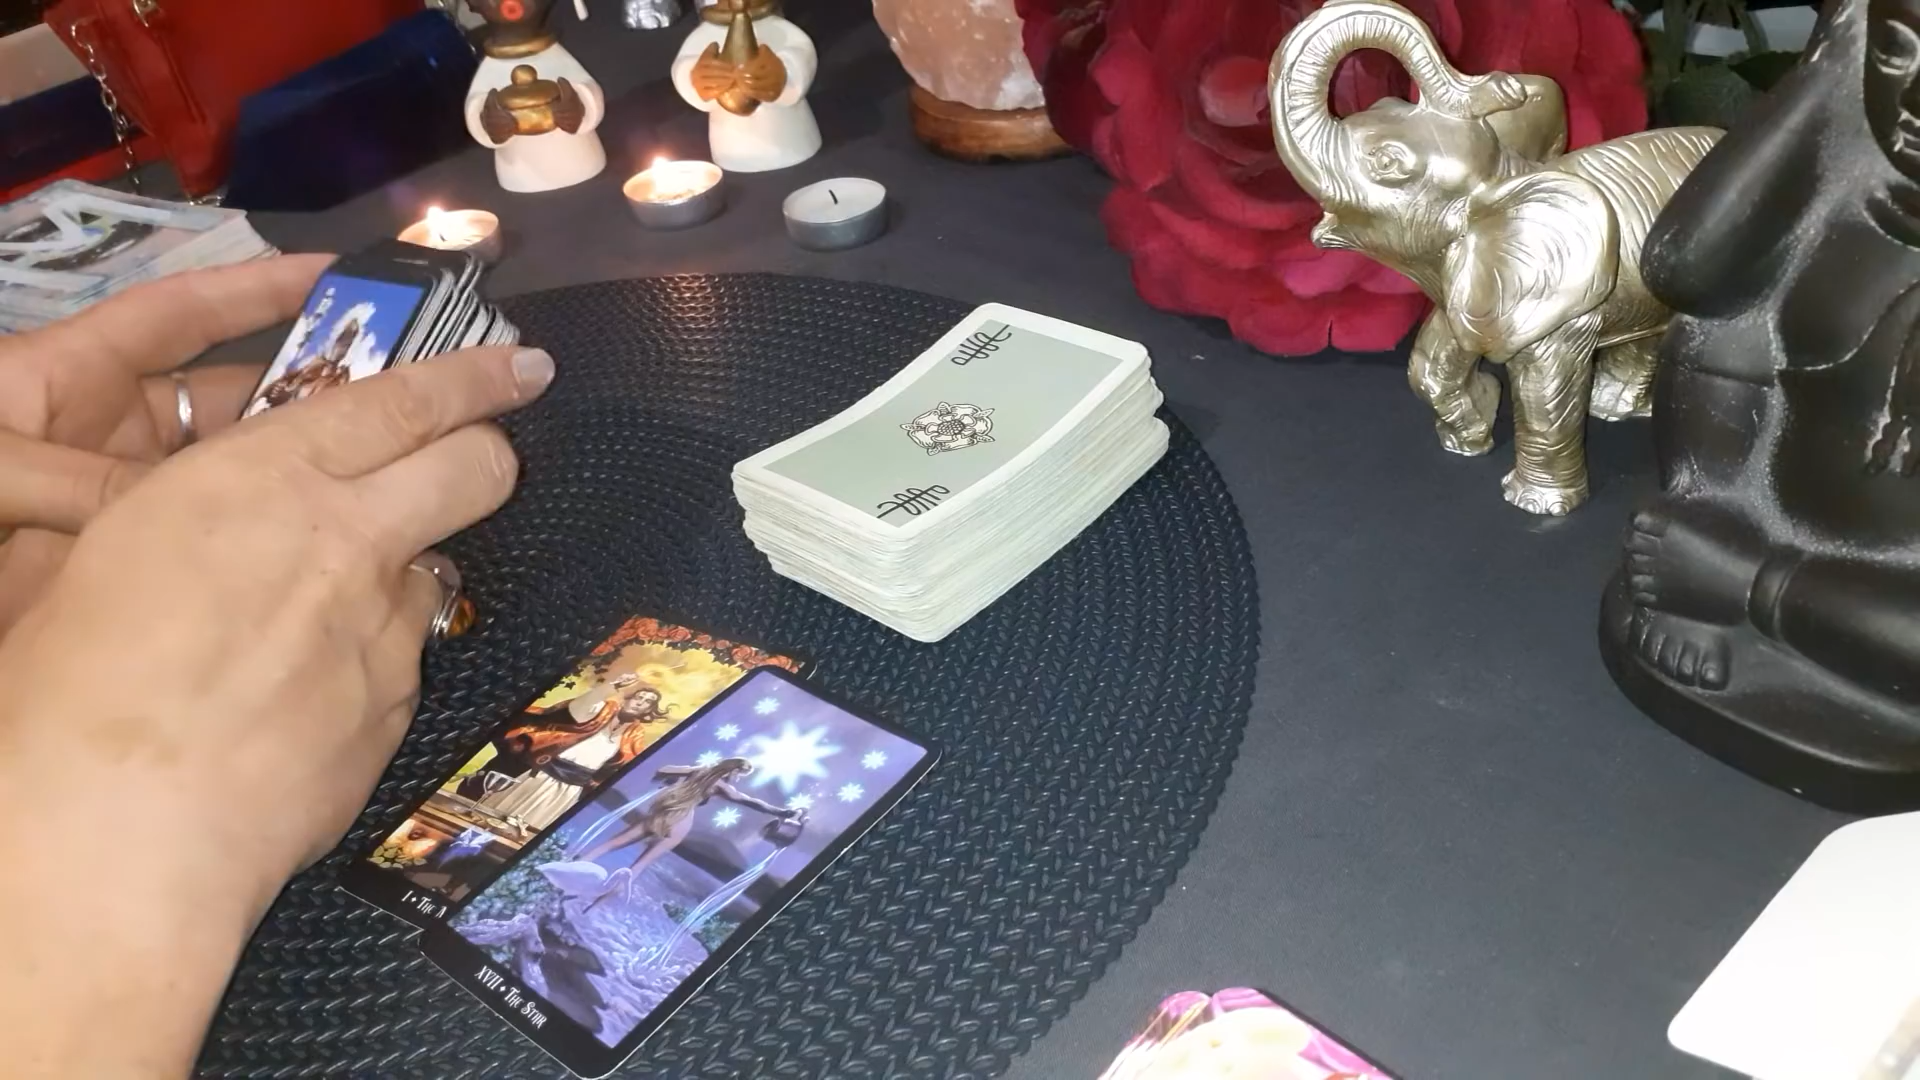 I • The
XVII • The Star